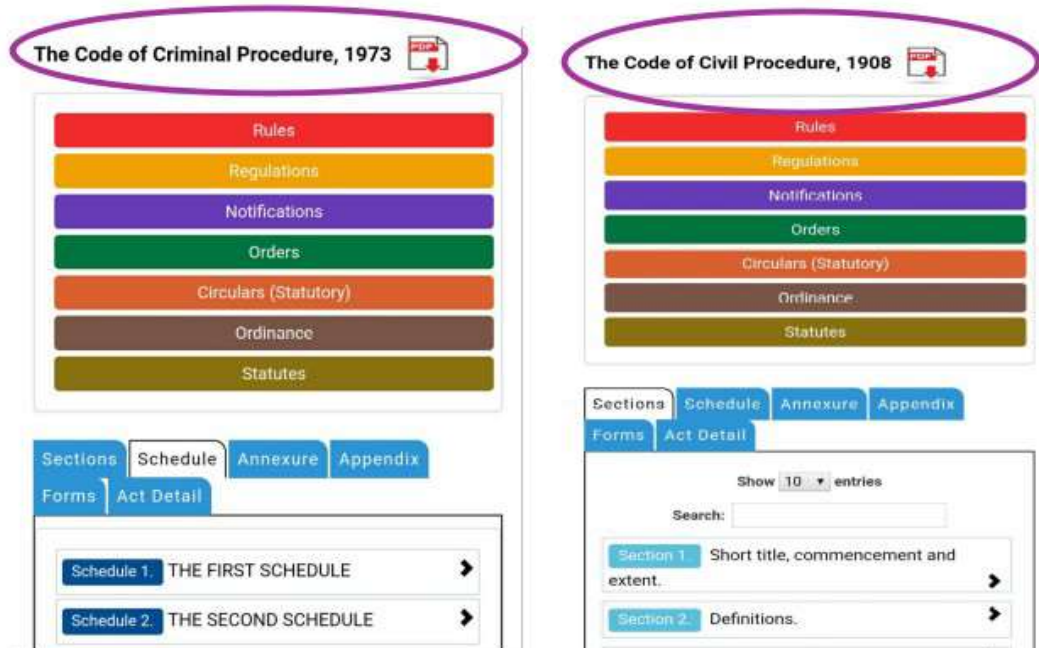 The Code of Criminal Procedure, 1973
PDF
Rules
Regulations
Notifications
Orders
Circulars (Statutory)
Ordinance
Statutes
Sections Schedule Annexure Appendix
Forms Act Detail
Schedule 1. THE FIRST SCHEDULE
Schedule 2. THE SECOND SCHEDULE
The Code of Civil Procedure, 1908
PDF
Rules
Regulations
Notifications
Orders
Circulars (Statutory)
Ordinance
Statutes
Sections Schedule Annexure Appendix
Forms Act Detail
Show 10 entries
Search:
Section 1. Short title, commencement and
extent.
Section 2. Definitions.